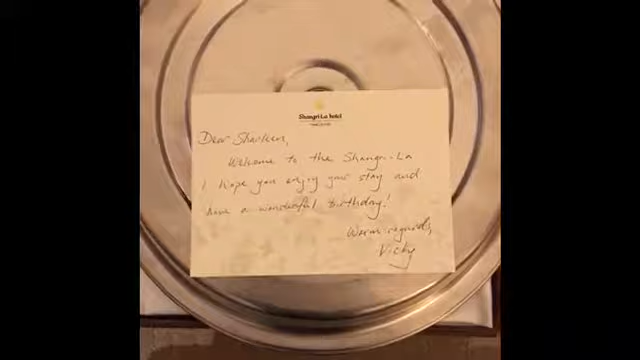 Shangri-La hotel
Dear
Welcome to the Shangri-La
I hope you enjoy your stay and
have a wonderful Birthday!
Warm regards,
Vicky